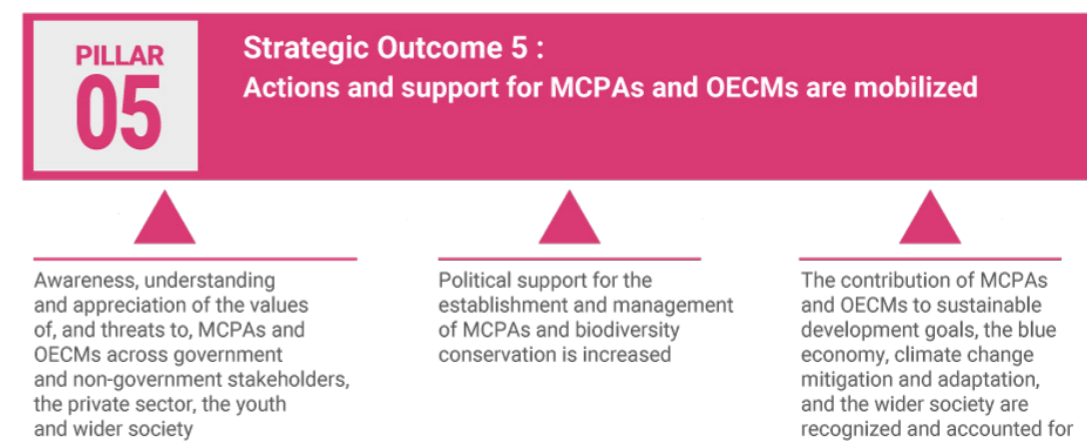 PILLAR
05
Strategic Outcome 5 :
Actions and support for MCPAs and OECMs are mobilized
Awareness, understanding
and appreciation of the values
of, and threats to, MCPAs and
OECMs across government
and non-government stakeholders,
the private sector, the youth
and wider society
Political support for the
establishment and management
of MCPAs and biodiversity
conservation is increased
The contribution of MCPAs
and OECMs to sustainable
development goals, the blue
economy, climate change
mitigation and adaptation,
and the wider society are
recognized and accounted for